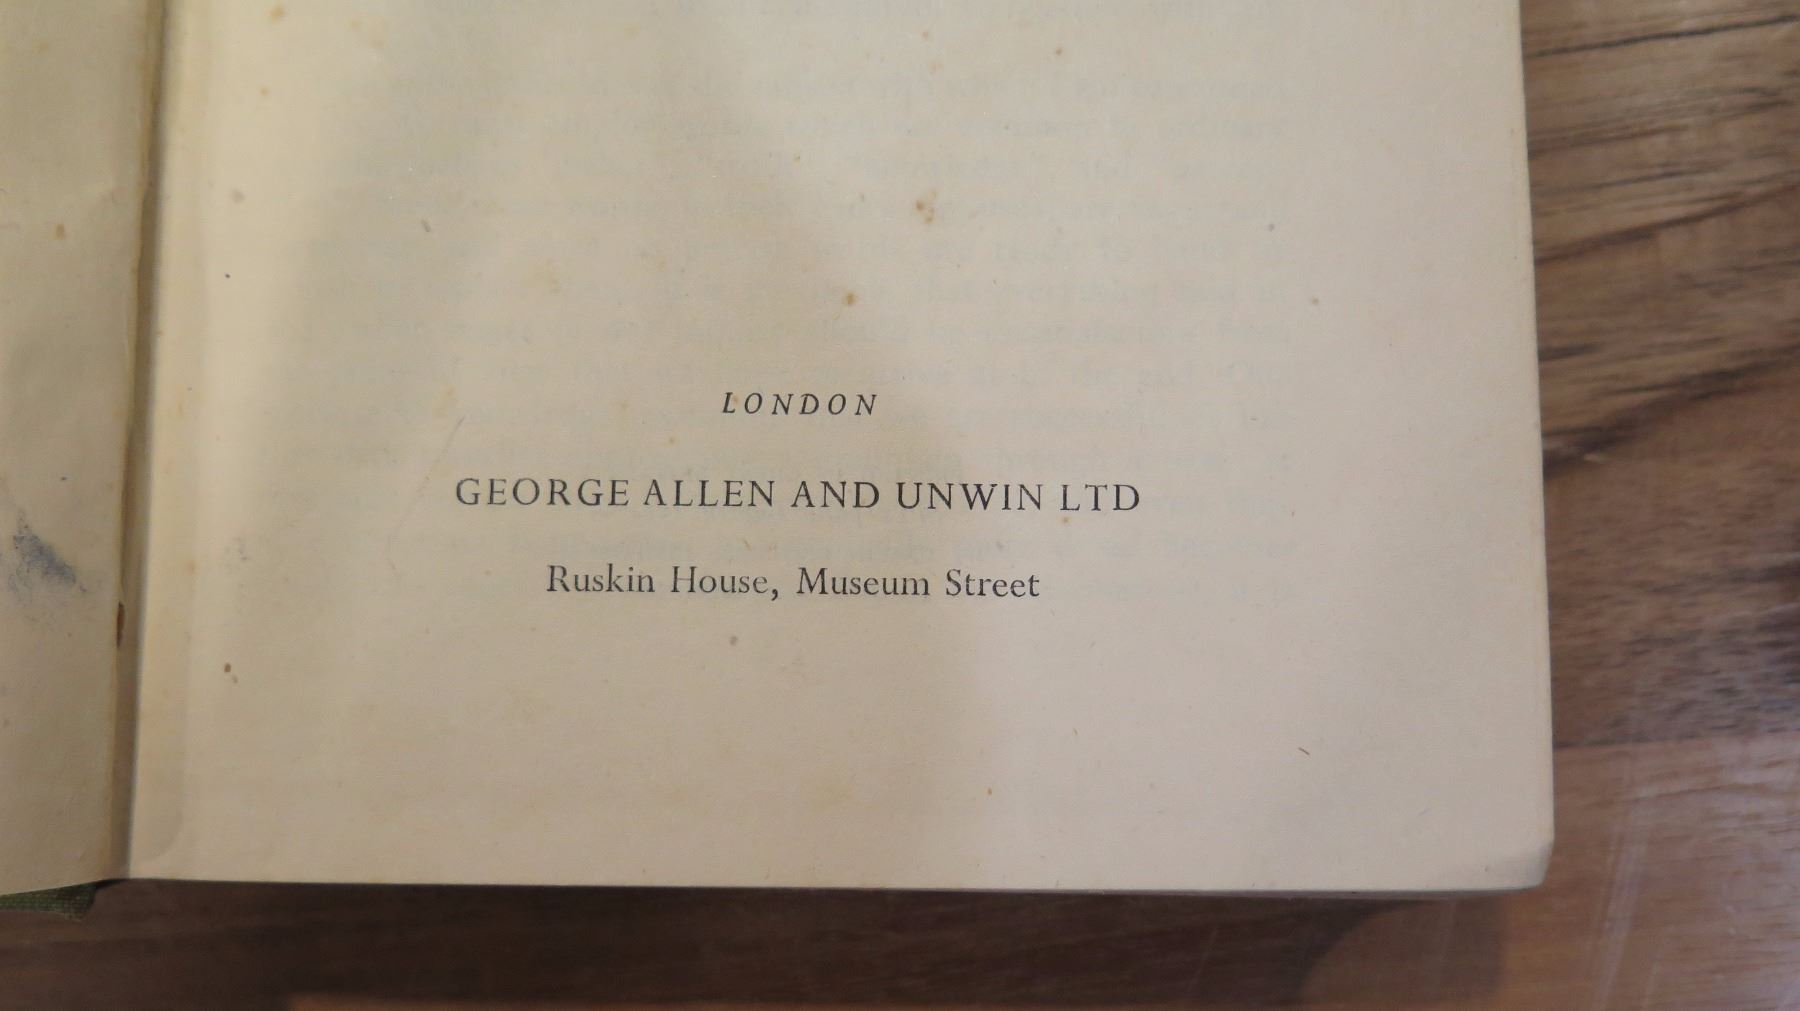 LONDON
GEORGE ALLEN AND UNWIN LTD
Ruskin House, Museum Street